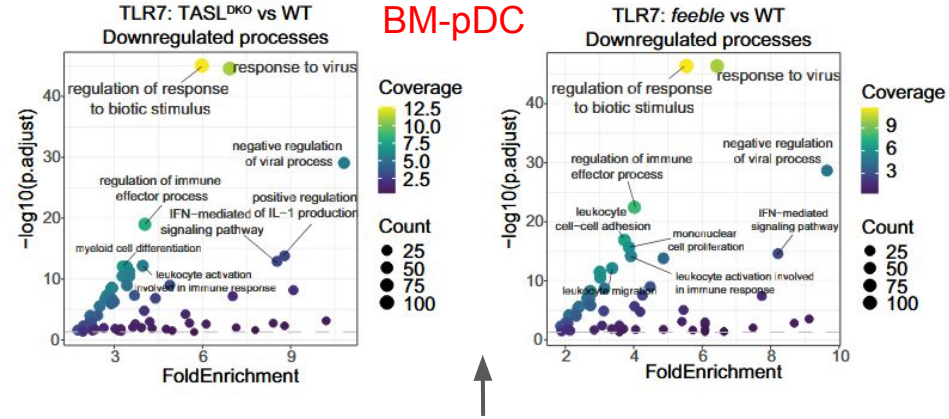 BM-pDC
TLR7: TASL^DKO vs WT
Downregulated processes
−log10(p.adjust)
40
30
20
10
0
3
6
9
FoldEnrichment
response to virus
regulation of response
to biotic stimulus
negative regulation
of viral process
regulation of immune
effector process
positive regulation
of IL−1 production
IFN−mediated
signaling pathway
myeloid cell differentiation
leukocyte activation
involved in immune response
Coverage
12.5
10.0
7.5
5.0
2.5
Count
25
50
75
100
TLR7: feeble vs WT
Downregulated processes
−log10(p.adjust)
40
30
20
10
0
2
4
6
8
10
FoldEnrichment
response to virus
regulation of response
to biotic stimulus
negative regulation
of viral process
regulation of immune
effector process
leukocyte
cell−cell adhesion
mononuclear
cell proliferation
IFN−mediated
signaling pathway
leukocyte activation involved
in immune response
leukocyte migration
Coverage
9
6
3
Count
25
50
75
100